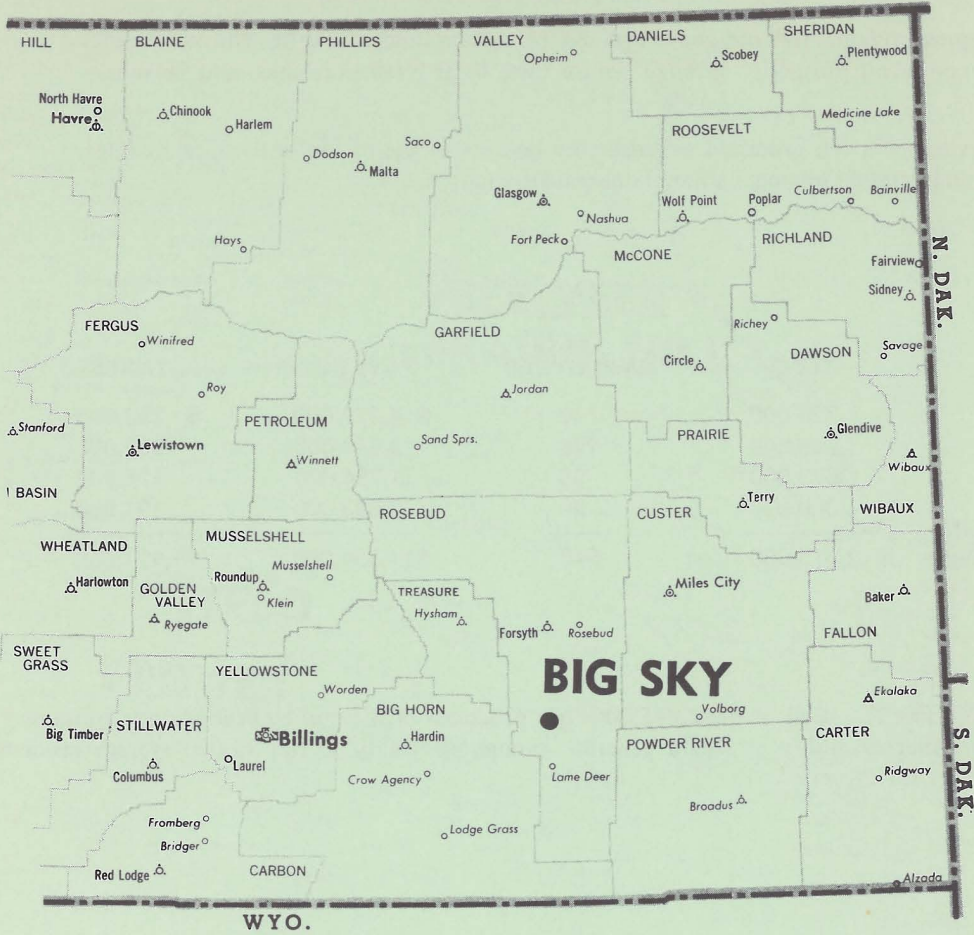 HILL
BLAINE
PHILLIPS
VALLEY
DANIELS
SHERIDAN
Opheim
Scobey
Plentywood
North Havre
Havre
Chinook
Harlem
Medicine Lake
ROOSEVELT
Dodson
Saco
Malta
Glasgow
Nashua
Wolf Point
Poplar
Culbertson
Bainville
Hays
Fort Peck
McCONE
RICHLAND
N. DAK.
Fairview
Sidney
FERGUS
Winifred
GARFIELD
Richey
DAWSON
Savage
Circle
Roy
Jordan
PETROLEUM
Stanford
Lewistown
Sand Sprs.
PRAIRIE
Glendive
Winnett
Wibaux
BASIN
ROSEBUD
CUSTER
Terry
WIBAUX
WHEATLAND
MUSSELSHELL
Musselshell
Harlowton
GOLDEN
VALLEY
Roundup
Klein
TREASURE
Miles City
Baker
Ryegate
Hysham
Forsyth
Rosebud
FALLON
SWEET
GRASS
YELLOWSTONE
BIG SKY
Worden
Ekalaka
Big Timber
STILLWATER
BIG HORN
Volborg
Billings
Hardin
POWDER RIVER
CARTER
S. DAK.
Columbus
Laurel
Crow Agency
Lame Deer
Ridgway
Broadus
Fromberg
Bridger
Lodge Grass
Red Lodge
CARBON
Alzada
WYO.